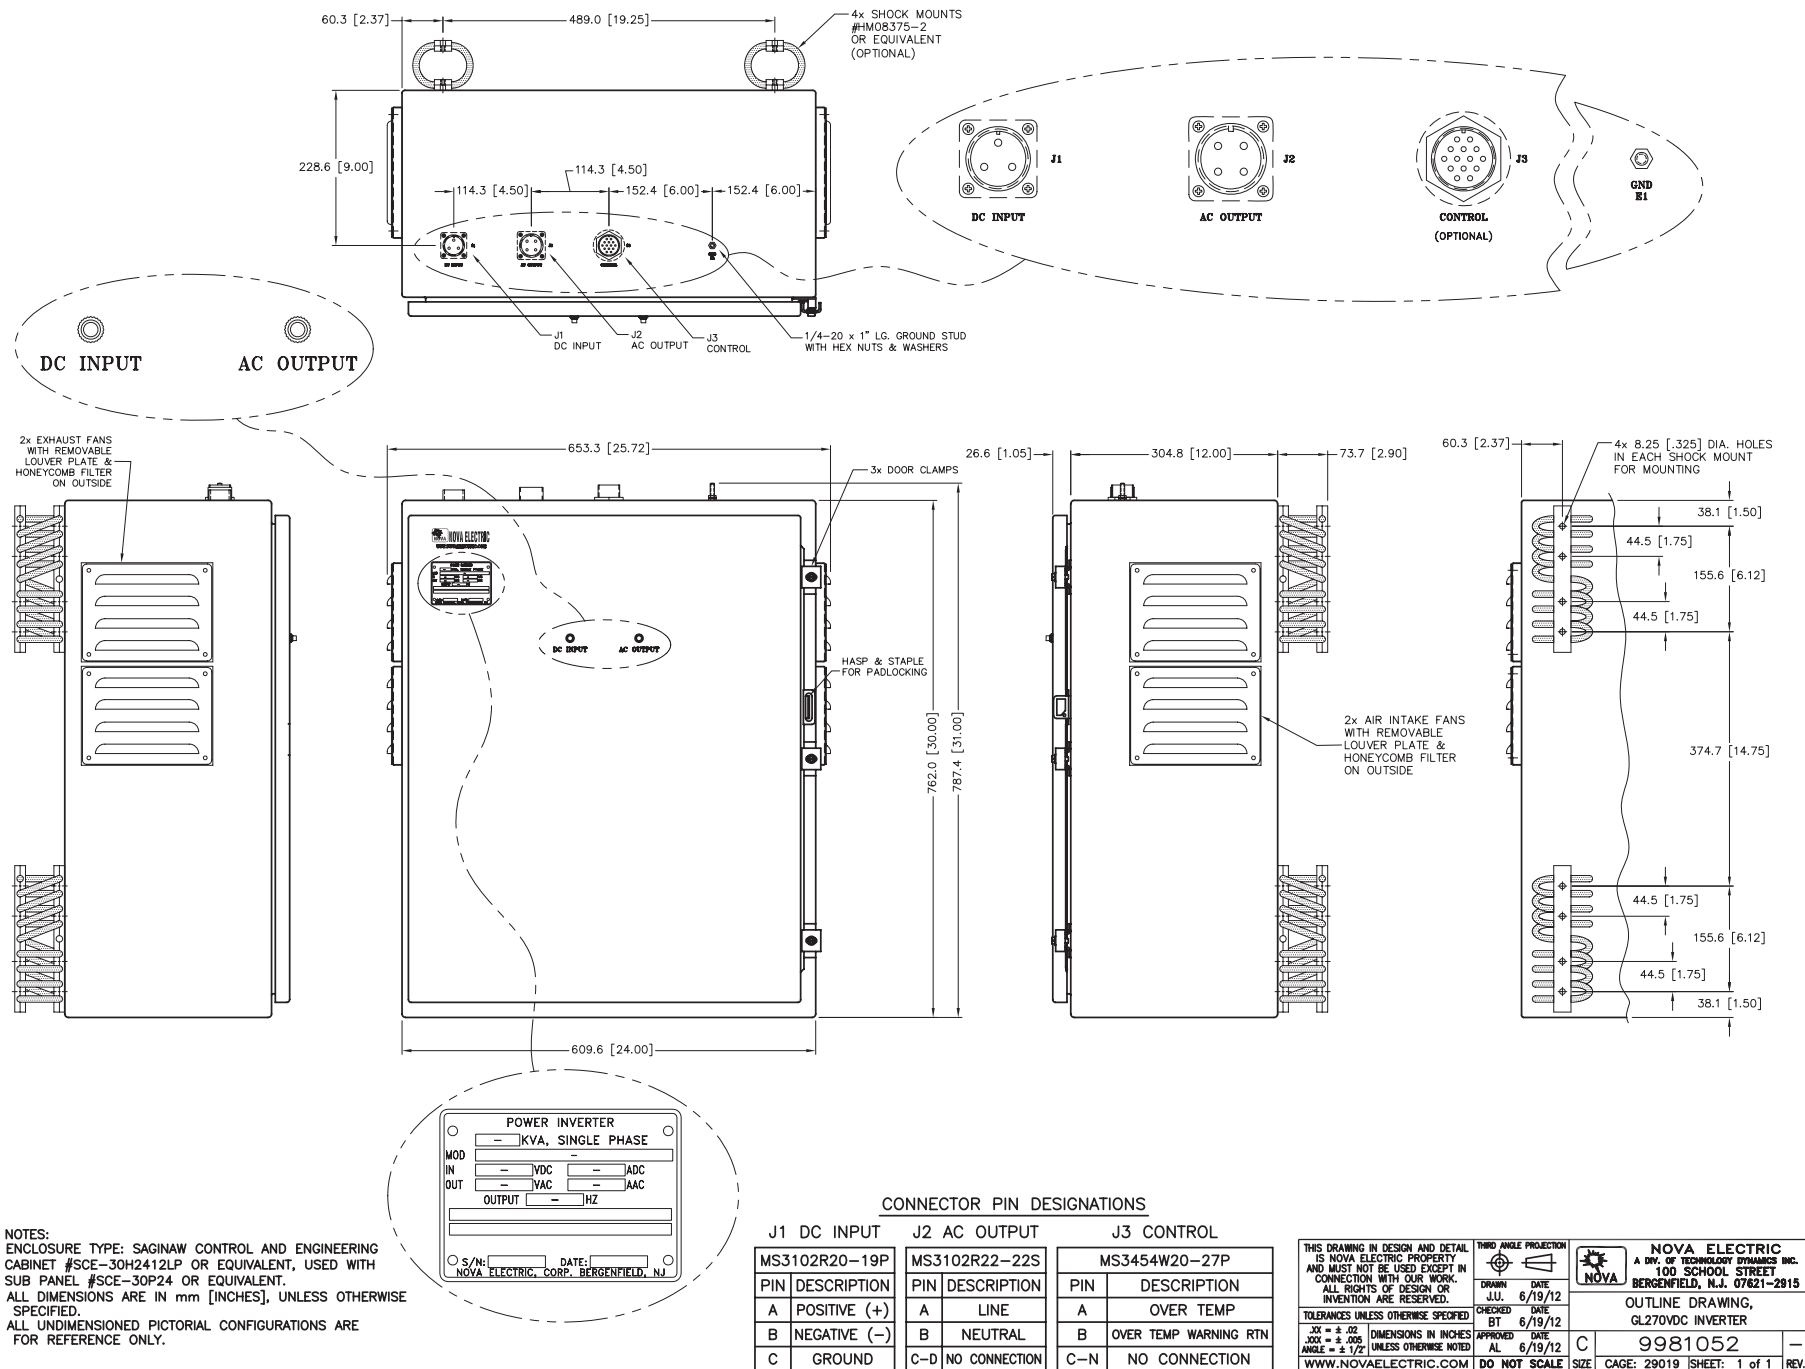 60.3 [2.37]
489.0 [19.25]
4x SHOCK MOUNTS
#HM08375-2
OR EQUIVALENT
(OPTIONAL)
228.6 [9.00]
114.3 [4.50]
114.3 [4.50]
152.4 [6.00]
152.4 [6.00]
J1
DC INPUT
J2
AC OUTPUT
J3
CONTROL
(OPTIONAL)
GND
E1
J1
DC INPUT
J2
AC OUTPUT
J3
CONTROL
1/4-20 x 1" LG. GROUND STUD
WITH HEX NUTS & WASHERS
DC INPUT
AC OUTPUT
2x EXHAUST FANS
WITH REMOVABLE
LOUVER PLATE &
HONEYCOMB FILTER
ON OUTSIDE
653.3 [25.72]
3x DOOR CLAMPS
NOVA ELECTRIC
DC INPUT
AC OUTPUT
HASP & STAPLE
FOR PADLOCKING
762.0 [30.00]
787.4 [31.00]
609.6 [24.00]
26.6 [1.05]
304.8 [12.00]
73.7 [2.90]
2x AIR INTAKE FANS
WITH REMOVABLE
LOUVER PLATE &
HONEYCOMB FILTER
ON OUTSIDE
60.3 [2.37]
4x 8.25 [.325] DIA. HOLES
IN EACH SHOCK MOUNT
FOR MOUNTING
38.1 [1.50]
44.5 [1.75]
155.6 [6.12]
44.5 [1.75]
374.7 [14.75]
44.5 [1.75]
155.6 [6.12]
44.5 [1.75]
38.1 [1.50]
POWER INVERTER
- KVA, SINGLE PHASE
MOD -
IN - VDC - ADC
OUT - VAC - AAC
OUTPUT - HZ
S/N: DATE:
NOVA ELECTRIC, CORP. BERGENFIELD, NJ
NOTES:
ENCLOSURE TYPE: SAGINAW CONTROL AND ENGINEERING
CABINET #SCE-30H2412LP OR EQUIVALENT, USED WITH
SUB PANEL #SCE-30P24 OR EQUIVALENT.
ALL DIMENSIONS ARE IN mm [INCHES], UNLESS OTHERWISE
SPECIFIED.
ALL UNDIMENSIONED PICTORIAL CONFIGURATIONS ARE
FOR REFERENCE ONLY.
CONNECTOR PIN DESIGNATIONS
J1 DC INPUT
MS3102R20-19P
PIN DESCRIPTION
A POSITIVE (+)
B NEGATIVE (-)
C GROUND
J2 AC OUTPUT
MS3102R22-22S
PIN DESCRIPTION
A LINE
B NEUTRAL
C-D NO CONNECTION
J3 CONTROL
MS3454W20-27P
PIN DESCRIPTION
A OVER TEMP
B OVER TEMP WARNING RTN
C-N NO CONNECTION
THIS DRAWING IN DESIGN AND DETAIL
IS NOVA ELECTRIC PROPERTY
AND MUST NOT BE USED EXCEPT IN
CONNECTION WITH OUR WORK.
ALL RIGHTS OF DESIGN OR
INVENTION ARE RESERVED.
TOLERANCES UNLESS OTHERWISE SPECIFIED
.XX = ± .02
.XXX = ± .005
ANGLE = ± 1/2°
DIMENSIONS IN INCHES
UNLESS OTHERWISE NOTED
WWW.NOVAELECTRIC.COM
THIRD ANGLE PROJECTION
DRAWN DATE
J.U. 6/19/12
CHECKED DATE
BT 6/19/12
APPROVED DATE
AL 6/19/12
DO NOT SCALE
NOVA
NOVA ELECTRIC
A DIV. OF TECHNOLOGY DYNAMICS INC.
100 SCHOOL STREET
BERGENFIELD, N.J. 07621-2915
OUTLINE DRAWING,
GL270VDC INVERTER
C 9981052 -
SIZE CAGE: 29019 SHEET: 1 of 1 REV.